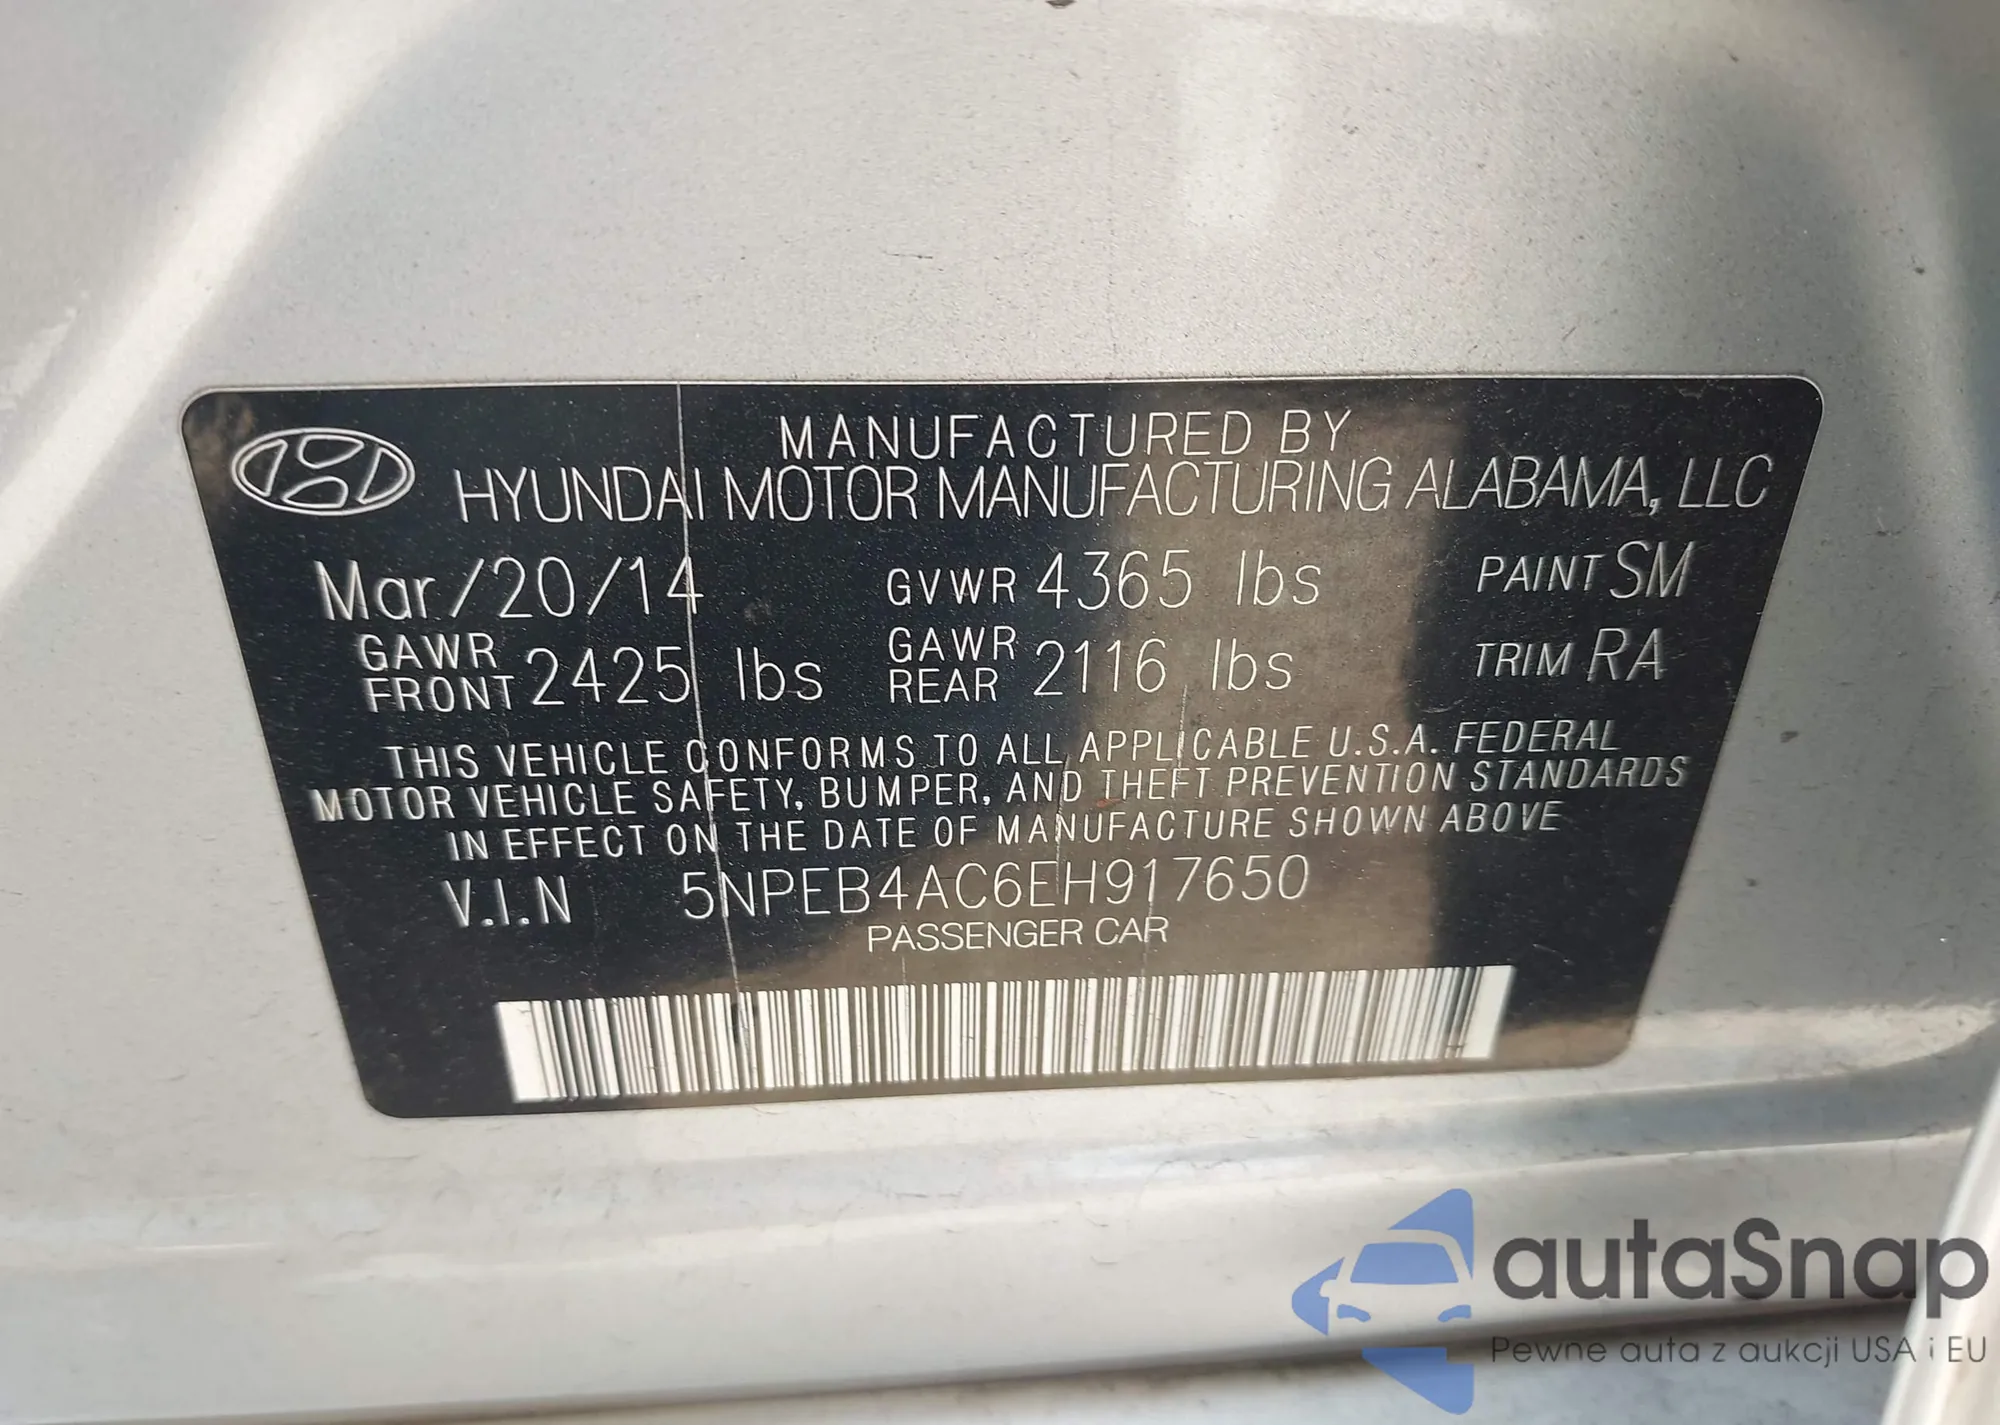 MANUFACTURED BY
HYUNDAI MOTOR MANUFACTURING ALABAMA, LLC
Mar/20/14 GVWR 4365 lbs PAINT SM
GAWR FRONT 2425 lbs GAWR REAR 2116 lbs TRIM RA
THIS VEHICLE CONFORMS TO ALL APPLICABLE U.S.A. FEDERAL
MOTOR VEHICLE SAFETY, BUMPER, AND THEFT PREVENTION STANDARDS
IN EFFECT ON THE DATE OF MANUFACTURE SHOWN ABOVE
V.I.N 5NPEB4AC6EH917650
PASSENGER CAR
autaSnap
Pewne auta z aukcji USA i EU